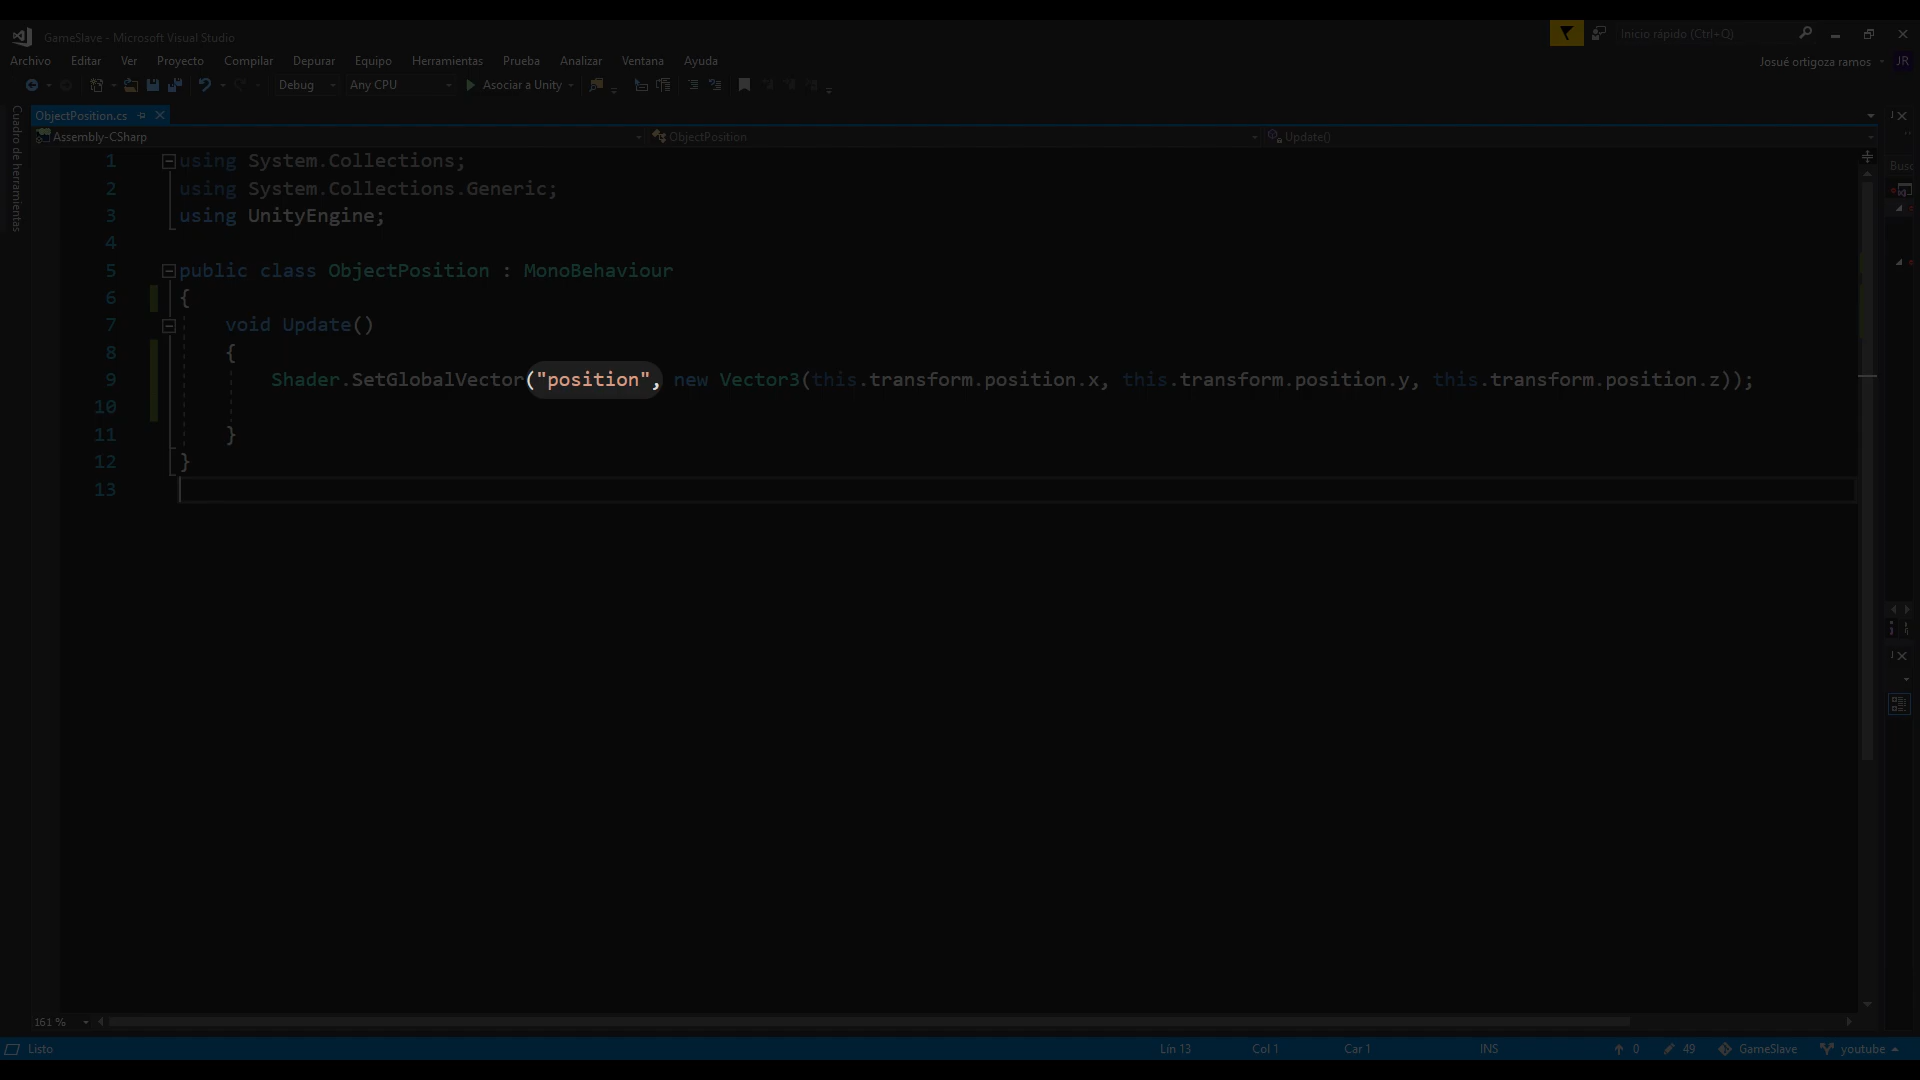 GameSlave - Microsoft Visual Studio
Inicio rápido (Ctrl+Q)
Archivo Editar Ver Proyecto Compilar Depurar Equipo Herramientas Prueba Analizar Ventana Ayuda
Josué ortigoza ramos JR
Debug Any CPU Asociar a Unity
Cuadro de herramientas
ObjectPosition.cs
Assembly-CSharp ObjectPosition Update()
1 using System.Collections;
2 using System.Collections.Generic;
3 using UnityEngine;
4
5 public class ObjectPosition : MonoBehaviour
6 {
7 void Update()
8 {
9 Shader.SetGlobalVector("position", new Vector3(this.transform.position.x, this.transform.position.y, this.transform.position.z));
10
11 }
12 }
13
Busc
161 %
Listo Lín 13 Col 1 Car 1 INS 0 49 GameSlave youtube